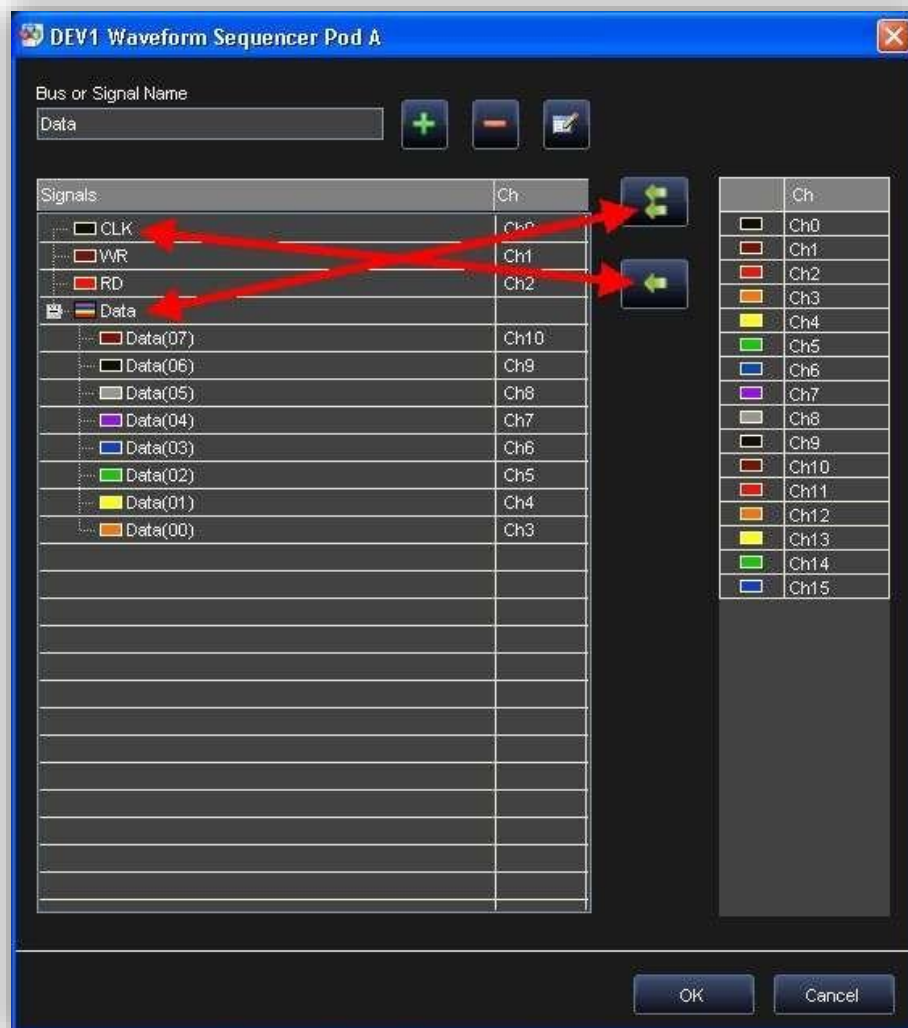 DEV1 Waveform Sequencer Pod A
Bus or Signal Name
Data
Signals Ch
CLK Ch0
WR Ch1
RD Ch2
Data
Data(07) Ch10
Data(06) Ch9
Data(05) Ch8
Data(04) Ch7
Data(03) Ch6
Data(02) Ch5
Data(01) Ch4
Data(00) Ch3
Ch
Ch0
Ch1
Ch2
Ch3
Ch4
Ch5
Ch6
Ch7
Ch8
Ch9
Ch10
Ch11
Ch12
Ch13
Ch14
Ch15
OK Cancel